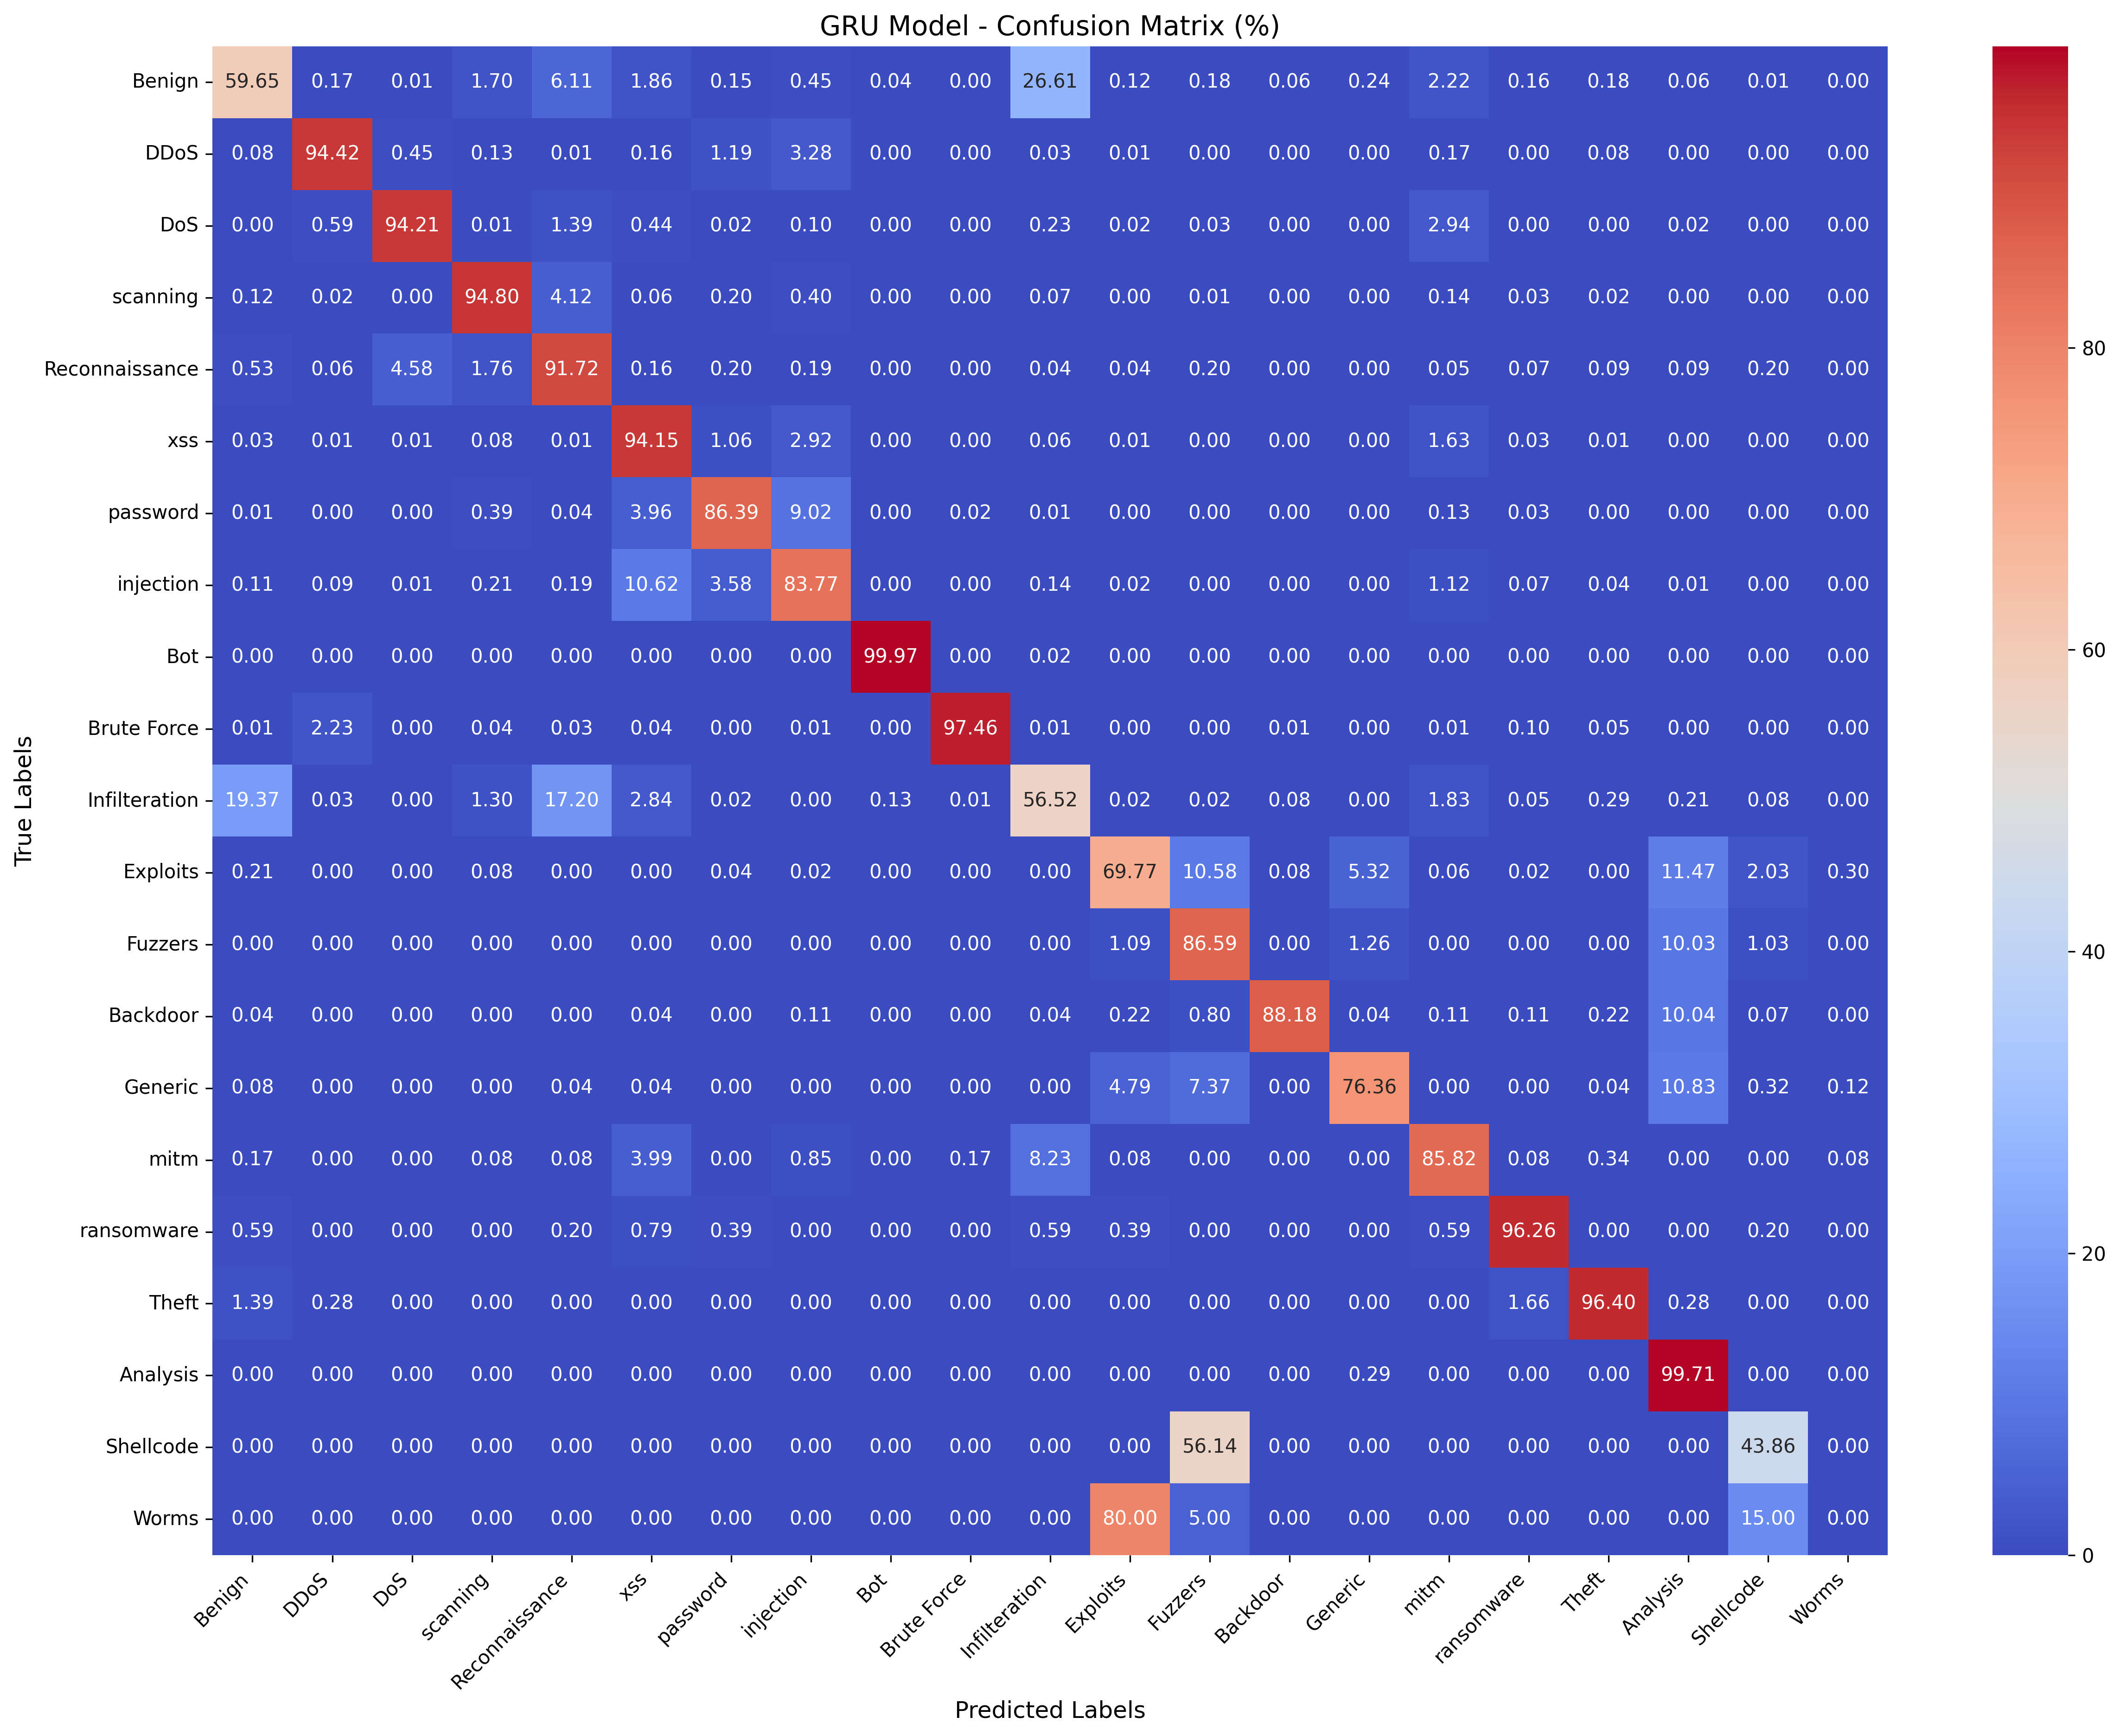 GRU Model - Confusion Matrix (%)
True Labels
Benign 59.65 0.17 0.01 1.70 6.11 1.86 0.15 0.45 0.04 0.00 26.61 0.12 0.18 0.06 0.24 2.22 0.16 0.18 0.06 0.01 0.00
DDoS 0.08 94.42 0.45 0.13 0.01 0.16 1.19 3.28 0.00 0.00 0.03 0.01 0.00 0.00 0.00 0.17 0.00 0.08 0.00 0.00 0.00
DoS 0.00 0.59 94.21 0.01 1.39 0.44 0.02 0.10 0.00 0.00 0.23 0.02 0.03 0.00 0.00 2.94 0.00 0.00 0.02 0.00 0.00
scanning 0.12 0.02 0.00 94.80 4.12 0.06 0.20 0.40 0.00 0.00 0.07 0.00 0.01 0.00 0.00 0.14 0.03 0.02 0.00 0.00 0.00
Reconnaissance 0.53 0.06 4.58 1.76 91.72 0.16 0.20 0.19 0.00 0.00 0.04 0.04 0.20 0.00 0.00 0.05 0.07 0.09 0.09 0.20 0.00
xss 0.03 0.01 0.01 0.08 0.01 94.15 1.06 2.92 0.00 0.00 0.06 0.01 0.00 0.00 0.00 1.63 0.03 0.01 0.00 0.00 0.00
password 0.01 0.00 0.00 0.39 0.04 3.96 86.39 9.02 0.00 0.02 0.01 0.00 0.00 0.00 0.00 0.13 0.03 0.00 0.00 0.00 0.00
injection 0.11 0.09 0.01 0.21 0.19 10.62 3.58 83.77 0.00 0.00 0.14 0.02 0.00 0.00 0.00 1.12 0.07 0.04 0.01 0.00 0.00
Bot 0.00 0.00 0.00 0.00 0.00 0.00 0.00 0.00 99.97 0.00 0.02 0.00 0.00 0.00 0.00 0.00 0.00 0.00 0.00 0.00 0.00
Brute Force 0.01 2.23 0.00 0.04 0.03 0.04 0.00 0.01 0.00 97.46 0.01 0.00 0.00 0.01 0.00 0.01 0.10 0.05 0.00 0.00 0.00
Infilteration 19.37 0.03 0.00 1.30 17.20 2.84 0.02 0.00 0.13 0.01 56.52 0.02 0.02 0.08 0.00 1.83 0.05 0.29 0.21 0.08 0.00
Exploits 0.21 0.00 0.00 0.08 0.00 0.00 0.04 0.02 0.00 0.00 0.00 69.77 10.58 0.08 5.32 0.06 0.02 0.00 11.47 2.03 0.30
Fuzzers 0.00 0.00 0.00 0.00 0.00 0.00 0.00 0.00 0.00 0.00 0.00 1.09 86.59 0.00 1.26 0.00 0.00 0.00 10.03 1.03 0.00
Backdoor 0.04 0.00 0.00 0.00 0.00 0.04 0.00 0.11 0.00 0.00 0.04 0.22 0.80 88.18 0.04 0.11 0.11 0.22 10.04 0.07 0.00
Generic 0.08 0.00 0.00 0.00 0.04 0.04 0.00 0.00 0.00 0.00 0.00 4.79 7.37 0.00 76.36 0.00 0.00 0.04 10.83 0.32 0.12
mitm 0.17 0.00 0.00 0.08 0.08 3.99 0.00 0.85 0.00 0.17 8.23 0.08 0.00 0.00 0.00 85.82 0.08 0.34 0.00 0.00 0.08
ransomware 0.59 0.00 0.00 0.00 0.20 0.79 0.39 0.00 0.00 0.00 0.59 0.39 0.00 0.00 0.00 0.59 96.26 0.00 0.00 0.20 0.00
Theft 1.39 0.28 0.00 0.00 0.00 0.00 0.00 0.00 0.00 0.00 0.00 0.00 0.00 0.00 0.00 0.00 1.66 96.40 0.28 0.00 0.00
Analysis 0.00 0.00 0.00 0.00 0.00 0.00 0.00 0.00 0.00 0.00 0.00 0.00 0.00 0.00 0.29 0.00 0.00 0.00 99.71 0.00 0.00
Shellcode 0.00 0.00 0.00 0.00 0.00 0.00 0.00 0.00 0.00 0.00 0.00 0.00 56.14 0.00 0.00 0.00 0.00 0.00 0.00 43.86 0.00
Worms 0.00 0.00 0.00 0.00 0.00 0.00 0.00 0.00 0.00 0.00 0.00 80.00 5.00 0.00 0.00 0.00 0.00 0.00 0.00 15.00 0.00
Benign DDoS DoS scanning Reconnaissance xss password injection Bot Brute Force Infilteration Exploits Fuzzers Backdoor Generic mitm ransomware Theft Analysis Shellcode Worms
Predicted Labels
80
60
40
20
0